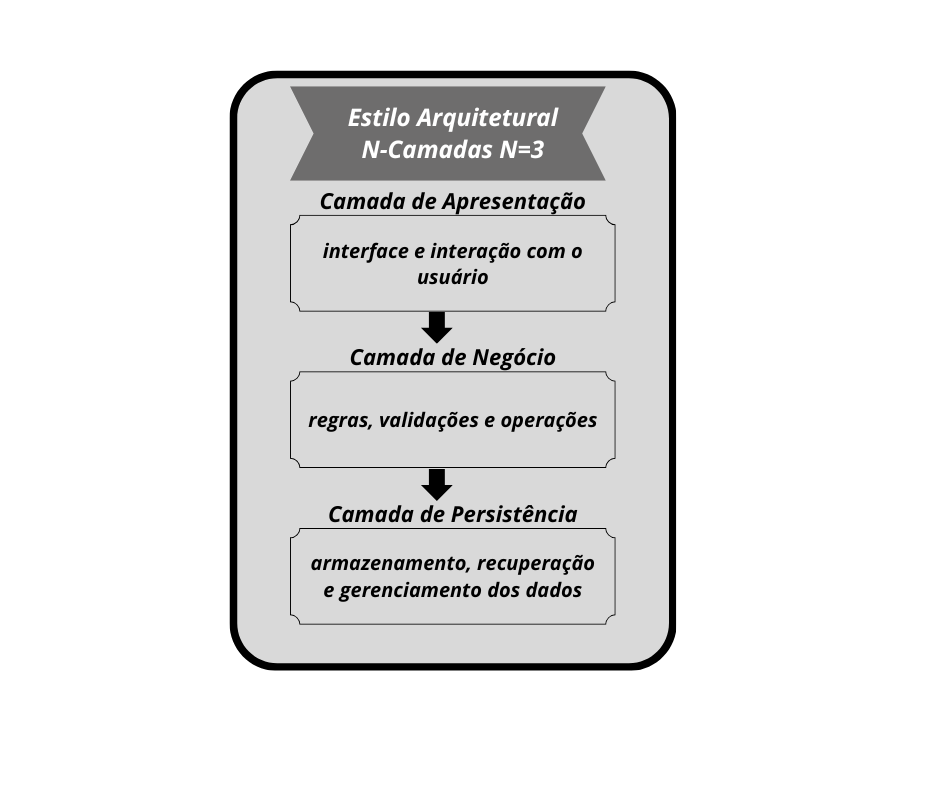 Estilo Arquitetural
N-Camadas N=3
Camada de Apresentação
interface e interação com o
usuário
Camada de Negócio
regras, validações e operações
Camada de Persistência
armazenamento, recuperação
e gerenciamento dos dados